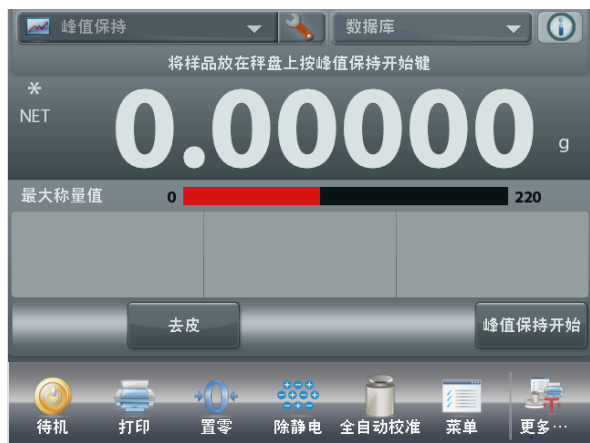 峰值保持 数据库
将样品放在秤盘上按峰值保持开始键
*
NET
0.00000 g
最大称量值 0 220
去皮 峰值保持开始
待机 打印 置零 除静电 全自动校准 菜单 更多…